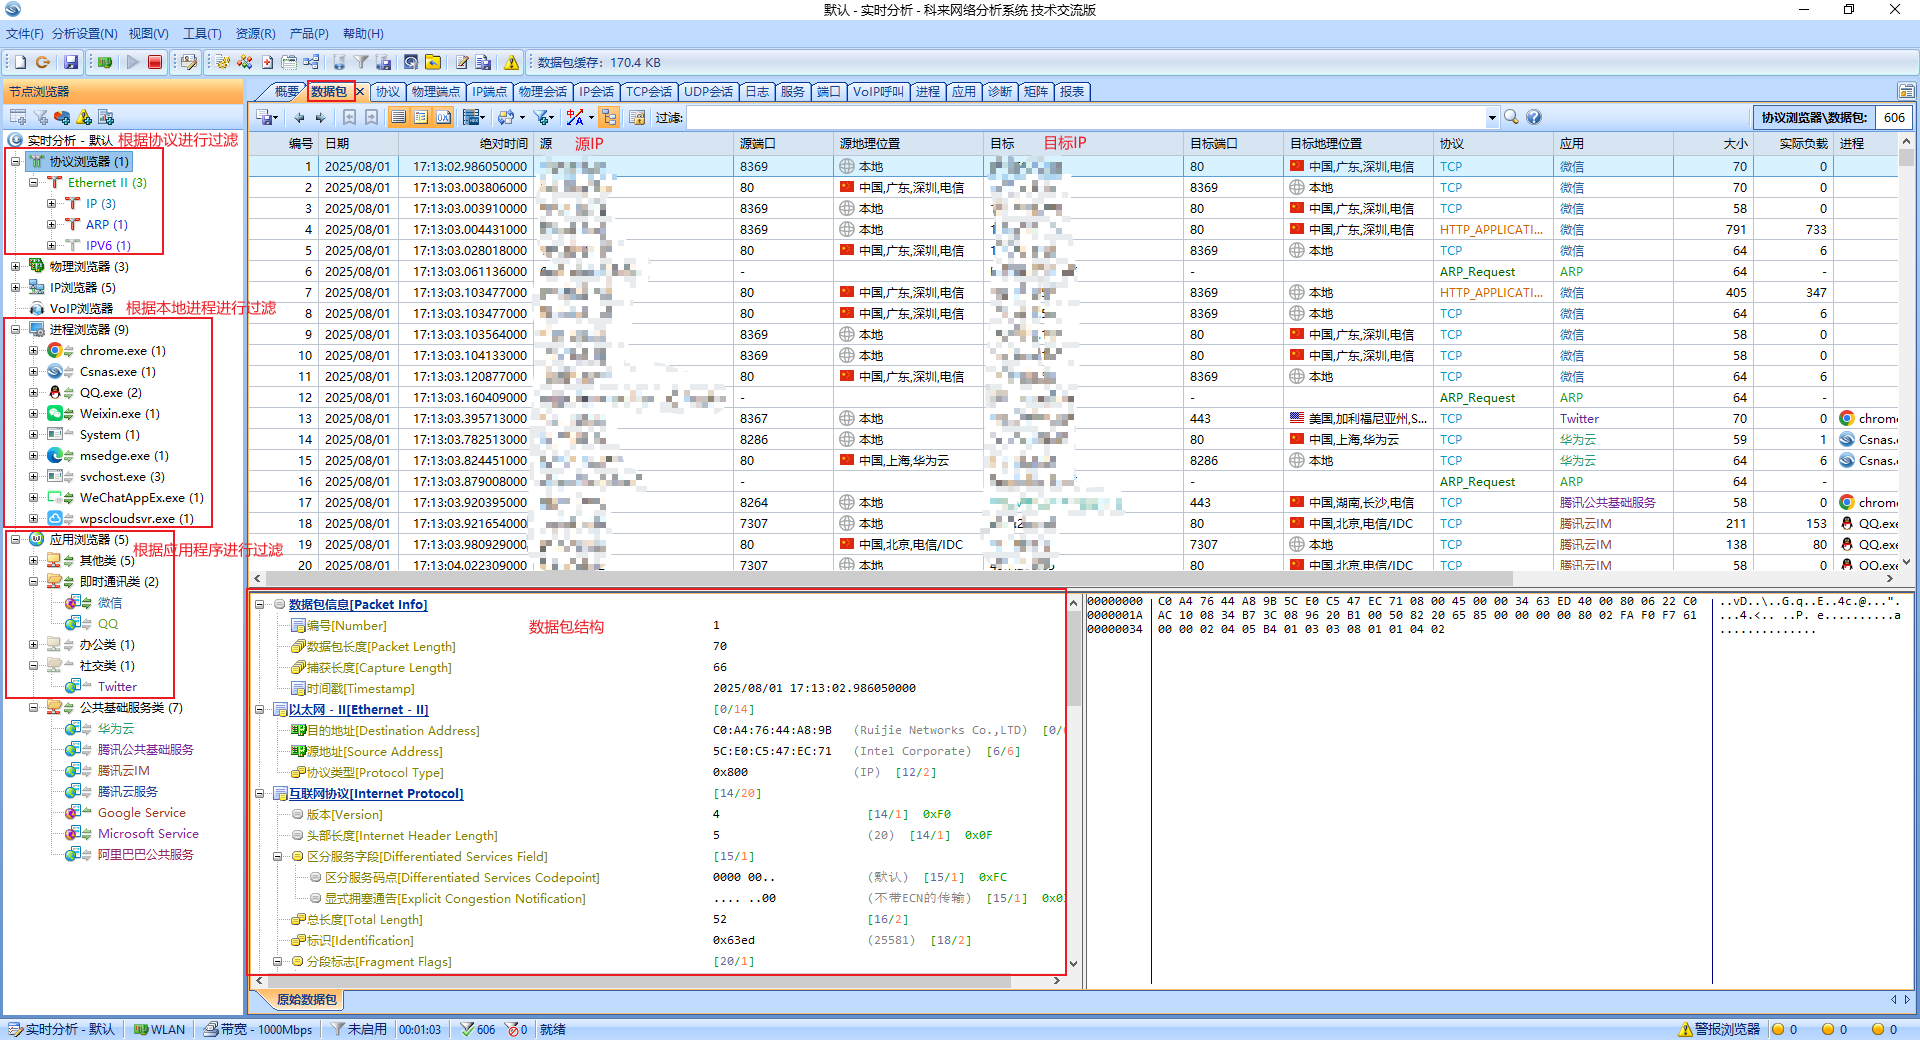 默认 - 实时分析 - 科来网络分析系统 技术交流版
文件(F) 分析设置(N) 视图(V) 工具(T) 资源(R) 产品(P) 帮助(H)
数据包缓存: 170.4 KB
节点浏览器
概要 数据包 协议 物理端点 IP端点 物理会话 IP会话 TCP会话 UDP会话 日志 服务 端口 VoIP呼叫 进程 应用 诊断 矩阵 报表
过滤:
协议浏览器\数据包: 606
实时分析 - 默认
根据协议进行过滤
协议浏览器 (1)
Ethernet II (3)
IP (3)
ARP (1)
IPV6 (1)
物理浏览器 (3)
IP浏览器 (5)
VoIP浏览器
根据本地进程进行过滤
进程浏览器 (9)
chrome.exe (1)
Csnas.exe (1)
QQ.exe (2)
Weixin.exe (1)
System (1)
msedge.exe (1)
svchost.exe (3)
WeChatAppEx.exe (1)
wpscloudsvr.exe (1)
应用浏览器 (5)
根据应用程序进行过滤
其他类 (5)
即时通讯类 (2)
微信
QQ
办公类 (1)
社交类 (1)
Twitter
公共基础服务类 (7)
华为云
腾讯公共基础服务
腾讯云IM
腾讯云服务
Google Service
Microsoft Service
阿里巴巴公共服务
编号 日期 绝对时间 源 源IP 源端口 源地理位置 目标 目标IP 目标端口 目标地理位置 协议 应用 大小 实际负载 进程
1 2025/08/01 17:13:02.986050000 8369 本地 80 中国,广东,深圳,电信 TCP 微信 70 0
2 2025/08/01 17:13:03.003806000 80 中国,广东,深圳,电信 8369 本地 TCP 微信 70 0
3 2025/08/01 17:13:03.003910000 8369 本地 80 中国,广东,深圳,电信 TCP 微信 58 0
4 2025/08/01 17:13:03.004431000 8369 本地 80 中国,广东,深圳,电信 HTTP_APPLICATI... 微信 791 733
5 2025/08/01 17:13:03.028018000 80 中国,广东,深圳,电信 8369 本地 TCP 微信 64 6
6 2025/08/01 17:13:03.061136000 - - ARP_Request ARP 64 -
7 2025/08/01 17:13:03.103477000 80 中国,广东,深圳,电信 8369 本地 HTTP_APPLICATI... 微信 405 347
8 2025/08/01 17:13:03.103477000 80 中国,广东,深圳,电信 8369 本地 TCP 微信 64 6
9 2025/08/01 17:13:03.103564000 8369 本地 80 中国,广东,深圳,电信 TCP 微信 58 0
10 2025/08/01 17:13:03.104133000 8369 本地 80 中国,广东,深圳,电信 TCP 微信 58 0
11 2025/08/01 17:13:03.120877000 80 中国,广东,深圳,电信 8369 本地 TCP 微信 64 6
12 2025/08/01 17:13:03.160409000 - - ARP_Request ARP 64 -
13 2025/08/01 17:13:03.395713000 8367 本地 443 美国,加利福尼亚州,S... TCP Twitter 70 0 chrome
14 2025/08/01 17:13:03.782513000 8286 本地 80 中国,上海,华为云 TCP 华为云 59 1 Csnas.
15 2025/08/01 17:13:03.824451000 80 中国,上海,华为云 8286 本地 TCP 华为云 64 6 Csnas.
16 2025/08/01 17:13:03.879008000 - - ARP_Request ARP 64 -
17 2025/08/01 17:13:03.920395000 8264 本地 443 中国,湖南,长沙,电信 TCP 腾讯公共基础服务 58 0 chrome
18 2025/08/01 17:13:03.921654000 7307 本地 80 中国,北京,电信/IDC TCP 腾讯云IM 211 153 QQ.exe
19 2025/08/01 17:13:03.980929000 80 中国,北京,电信/IDC 7307 本地 TCP 腾讯云IM 138 80 QQ.exe
20 2025/08/01 17:13:04.022309000 7307 本地 80 中国,北京,电信/IDC TCP 腾讯云IM 58 0 QQ.exe
数据包结构
数据包信息[Packet Info]
编号[Number] 1
数据包长度[Packet Length] 70
捕获长度[Capture Length] 66
时间戳[Timestamp] 2025/08/01 17:13:02.986050000
以太网 - II[Ethernet - II] [0/14]
目的地址[Destination Address] C0:A4:76:44:A8:9B (Ruijie Networks Co.,LTD) [0/
源地址[Source Address] 5C:E0:C5:47:EC:71 (Intel Corporate) [6/6]
协议类型[Protocol Type] 0x800 (IP) [12/2]
互联网协议[Internet Protocol] [14/20]
版本[Version] 4 [14/1] 0xF0
头部长度[Internet Header Length] 5 (20) [14/1] 0x0F
区分服务字段[Differentiated Services Field] [15/1]
区分服务码点[Differentiated Services Codepoint] 0000 00.. (默认) [15/1] 0xFC
显式拥塞通告[Explicit Congestion Notification] .... ..00 (不带ECN的传输) [15/1] 0x0
总长度[Total Length] 52 [16/2]
标识[Identification] 0x63ed (25581) [18/2]
分段标志[Fragment Flags] [20/1]
00000000 C0 A4 76 44 A8 9B 5C E0 C5 47 EC 71 08 00 45 00 00 34 63 ED 40 00 80 06 22 C0 ..vD..\..G.q..E..4c.@...".
0000001A AC 10 08 34 B7 3C 08 96 20 B1 00 50 82 20 65 85 00 00 00 00 80 02 FA F0 F7 61 ...4.<.. ..P. e..........a
00000034 00 00 02 04 05 B4 01 03 03 08 01 01 04 02 ..............
原始数据包
实时分析 - 默认 WLAN 带宽 - 1000Mbps 未启用 00:01:03 606 0 就绪 警报浏览器 0 0 0